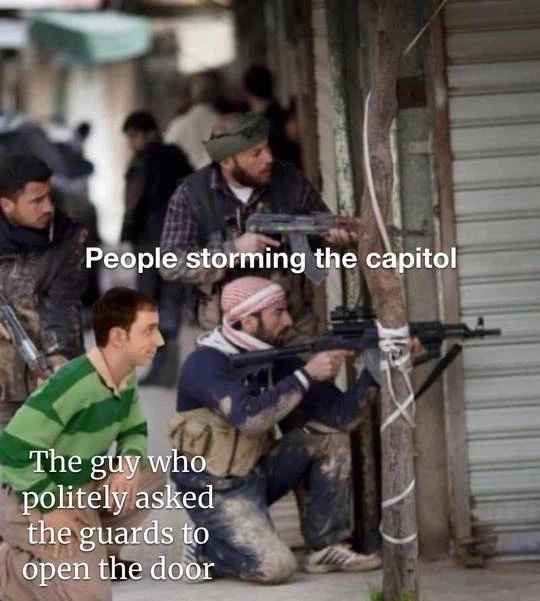 People storming the capitol
The guy who
politely asked
the guards to
open the door